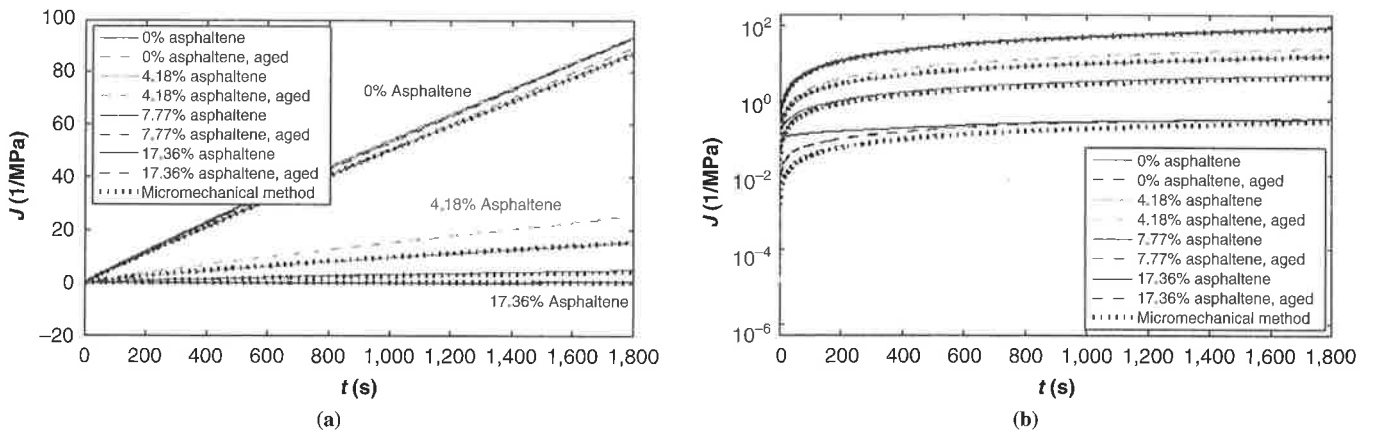 100
80
60
40
20
0
−20
J (1/MPa)
0% asphaltene
0% asphaltene, aged
4.18% asphaltene
4.18% asphaltene, aged
7.77% asphaltene
7.77% asphaltene, aged
17.36% asphaltene
17.36% asphaltene, aged
Micromechanical method
0% Asphaltene
4.18% Asphaltene
17.36% Asphaltene
0 200 400 600 800 1,000 1,200 1,400 1,600 1,800
t (s)
(a)
10²
10⁰
10⁻²
10⁻⁴
10⁻⁶
J (1/MPa)
0% asphaltene
0% asphaltene, aged
4.18% asphaltene
4.18% asphaltene, aged
7.77% asphaltene
7.77% asphaltene, aged
17.36% asphaltene
17.36% asphaltene, aged
Micromechanical method
0 200 400 600 800 1,000 1,200 1,400 1,600 1,800
t (s)
(b)